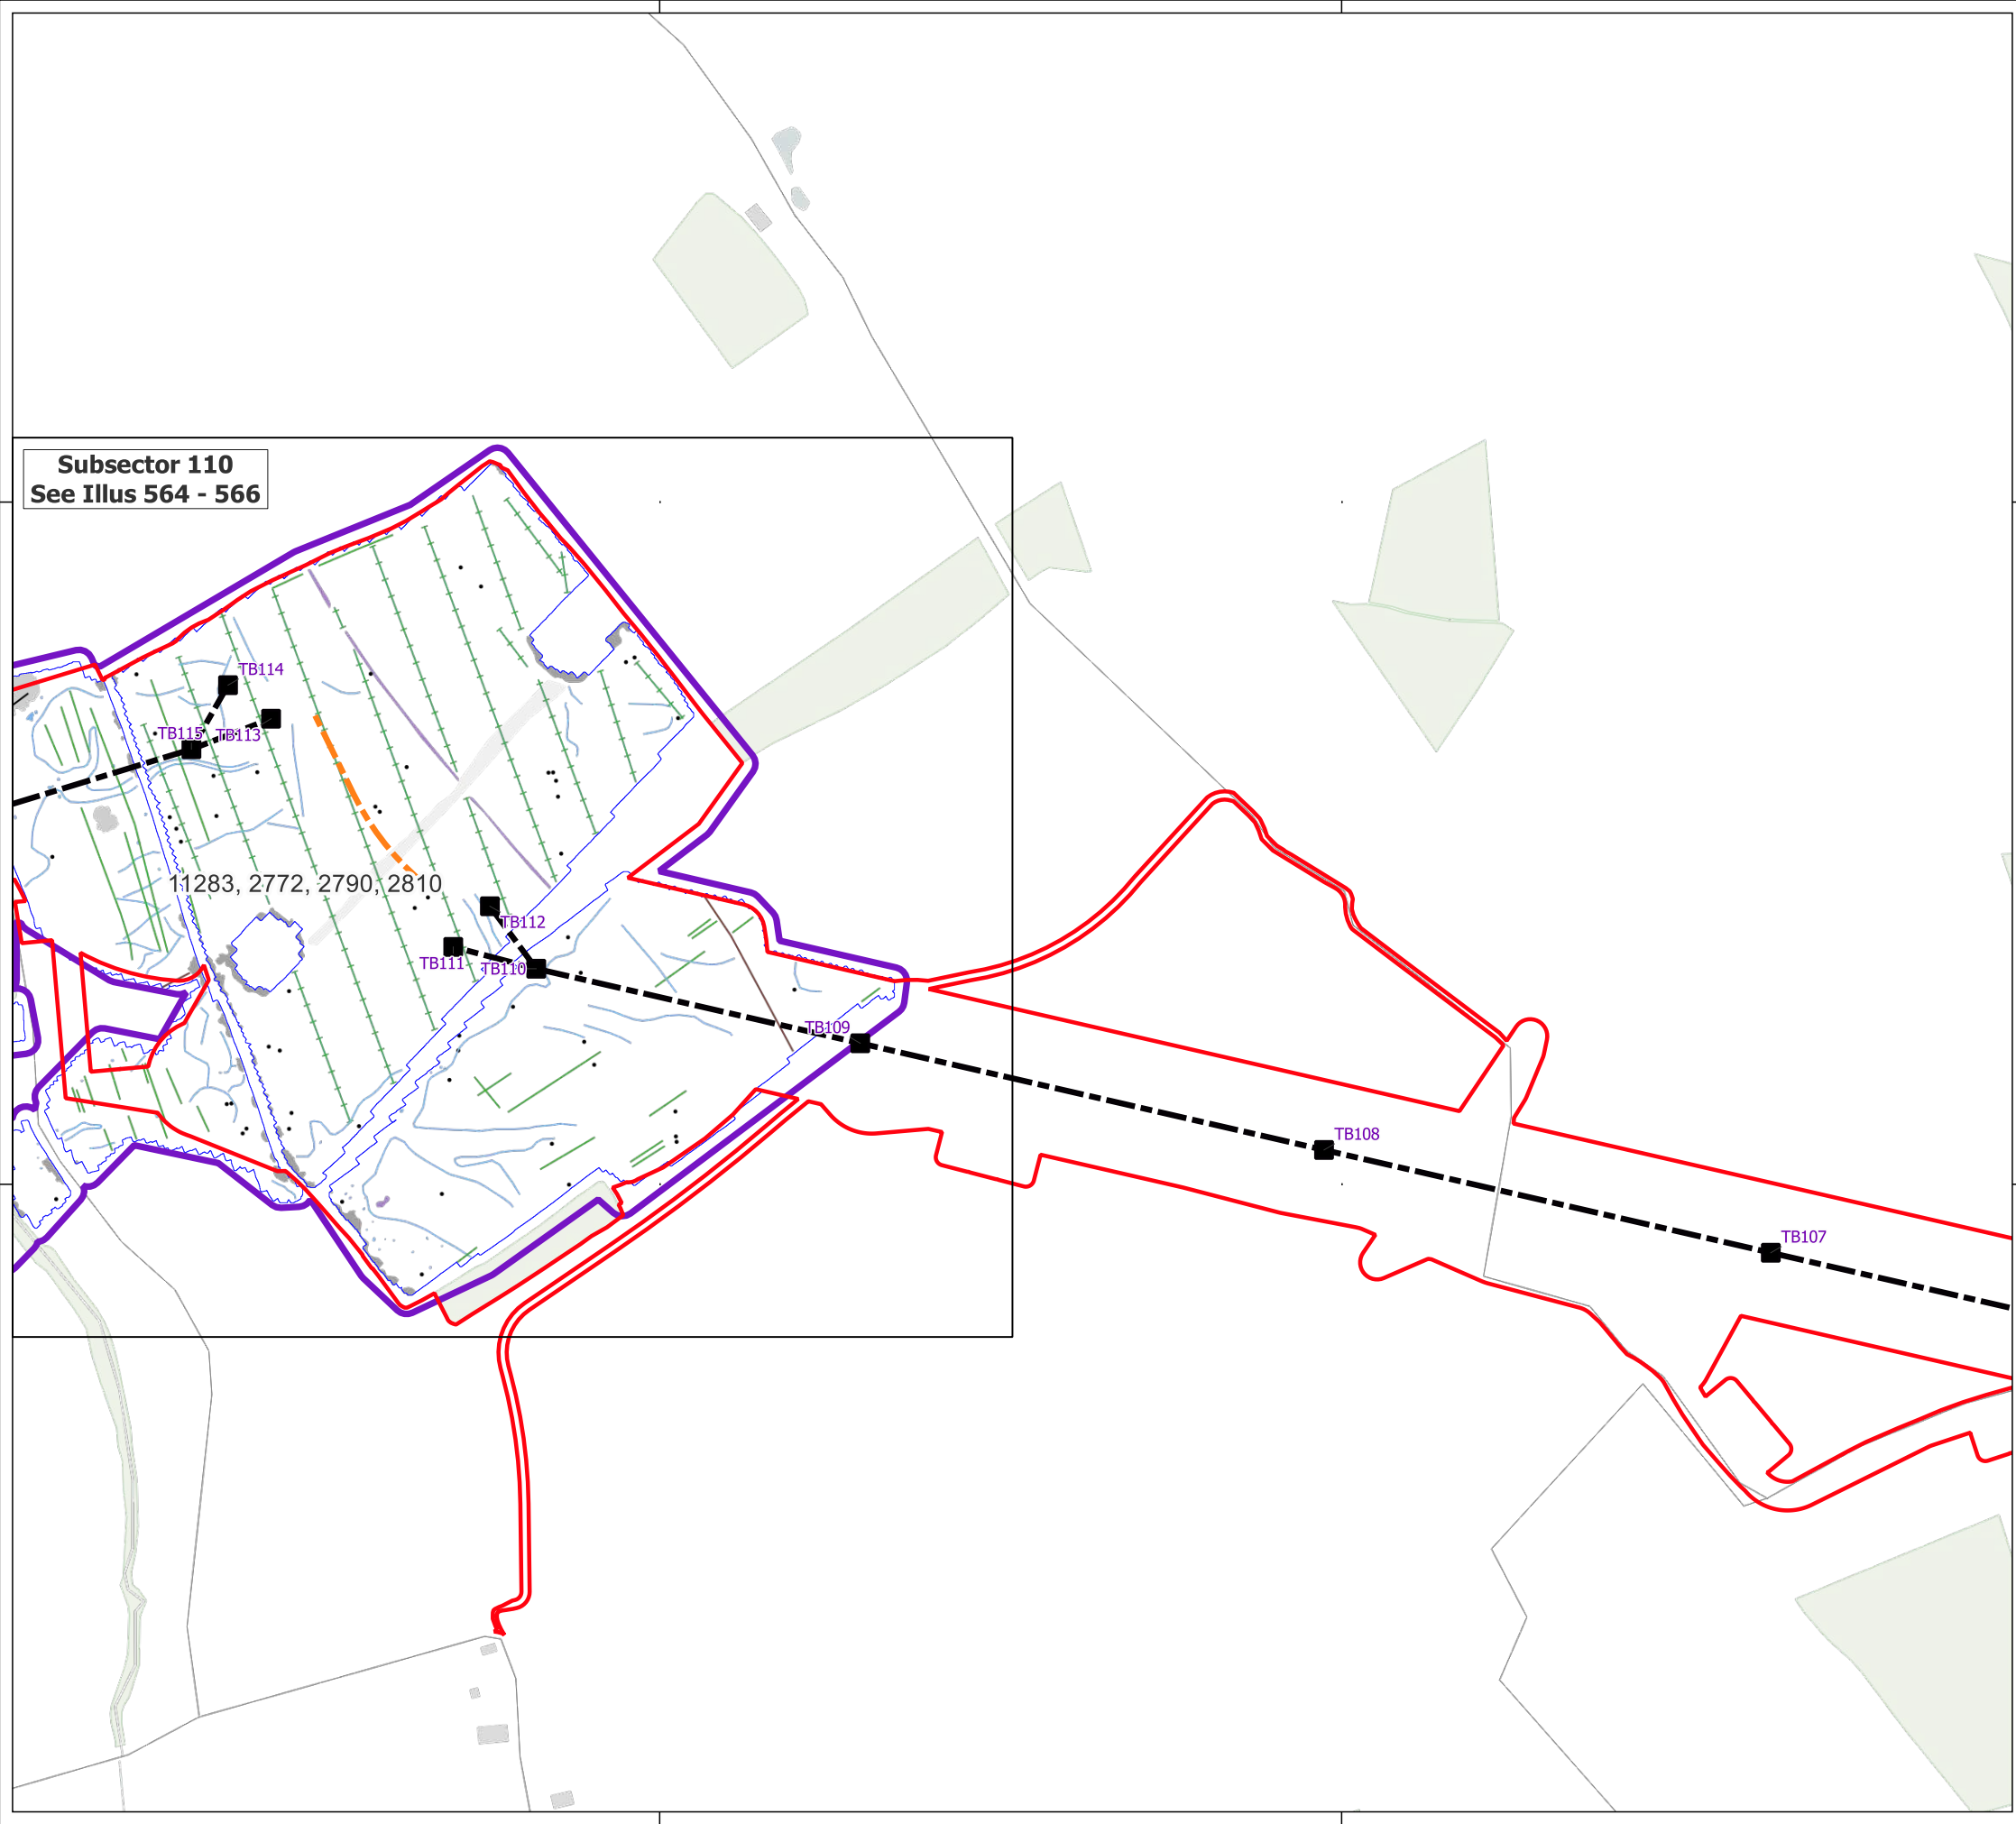 Subsector 110
See Illus 564 - 566
TB114
TB115
TB113
11283, 2772, 2790, 2810
TB112
TB111
TB110
TB109
TB108
TB107